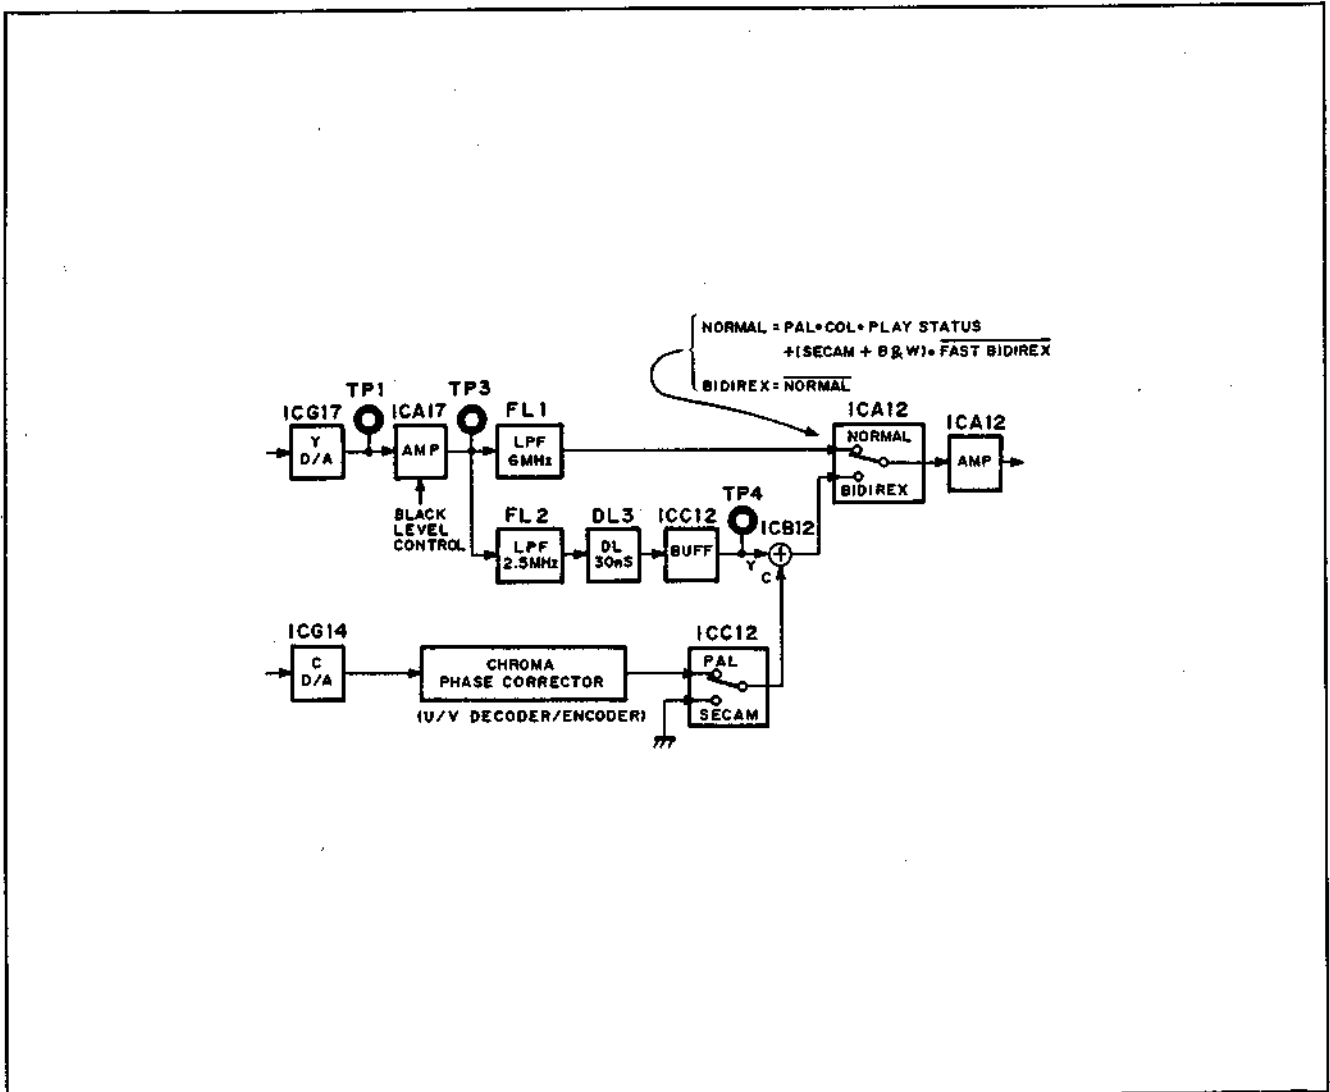 NORMAL = PAL•COL•PLAY STATUS
+(SECAM + B&W)•FAST BIDIREX
BIDIREX = NORMAL
TP1
TP3
ICG17
ICA17
FL1
ICA12
ICA12
Y
D/A
AMP
LPF
6MHz
NORMAL
BIDIREX
AMP
BLACK
LEVEL
CONTROL
FL2
DL3
ICC12
TP4
ICB12
LPF
2.5MHz
DL
30nS
BUFF
Y
C
ICG14
ICC12
C
D/A
CHROMA
PHASE CORRECTOR
(U/V DECODER/ENCODER)
PAL
SECAM